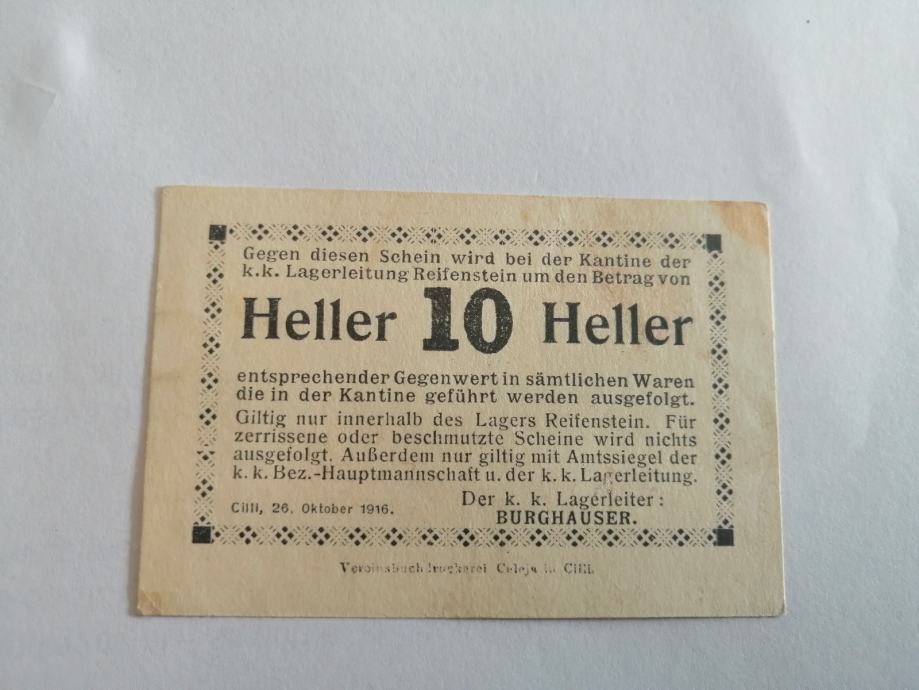 Gegen diesen Schein wird bei der Kantine der
k.k. Lagerleitung Reifenstein um den Betrag von
Heller 10 Heller
entsprechender Gegenwert in sämtlichen Waren
die in der Kantine geführt werden ausgefolgt.
Giltig nur innerhalb des Lagers Reifenstein. Für
zerrissene oder beschmutzte Scheine wird nichts
ausgefolgt. Außerdem nur giltig mit Amtssiegel der
k. k. Bez.-Hauptmannschaft u. der k. k. Lagerleitung.
Cilli, 26. Oktober 1916.
Der k. k. Lagerleiter:
BURGHAUSER.
Vereinsbuchdruckerei Celeja in Cilli.